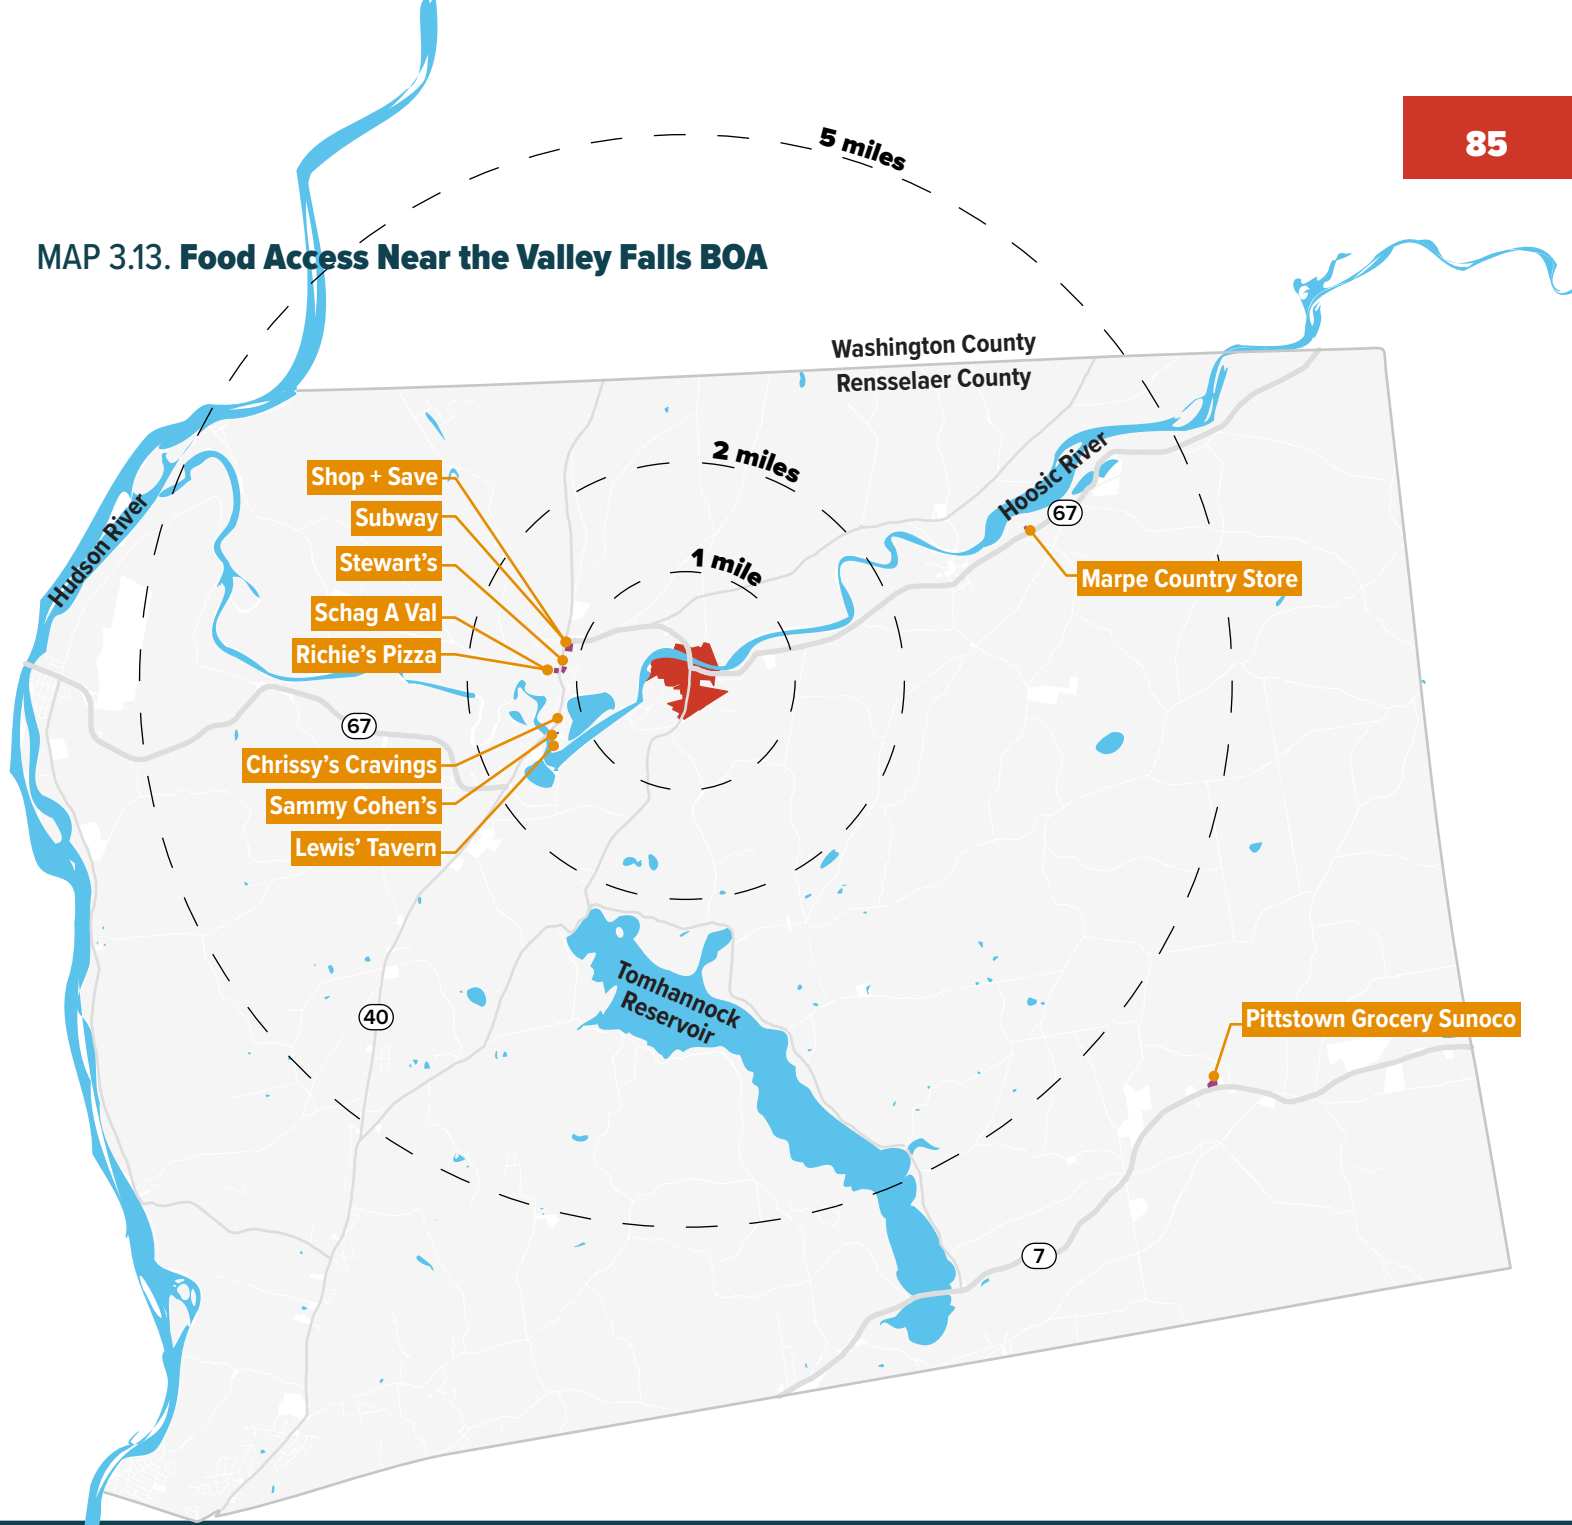 85
MAP 3.13. Food Access Near the Valley Falls BOA
5 miles
Washington County
Rensselaer County
2 miles
1 mile
Hudson River
Hoosic River
67
Shop + Save
Subway
Stewart’s
Schag A Val
Richie’s Pizza
Marpe Country Store
67
Chrissy’s Cravings
Sammy Cohen’s
Lewis’ Tavern
Tomhannock
Reservoir
40
Pittstown Grocery Sunoco
7